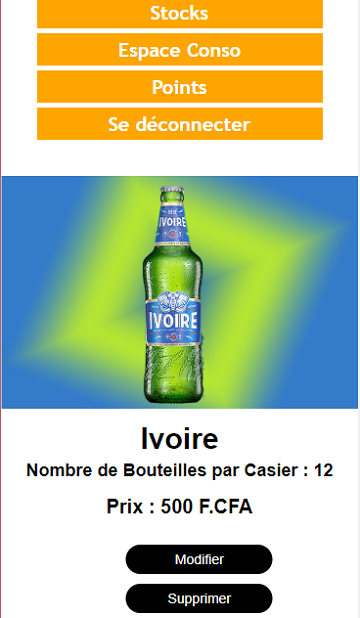 Stocks
Espace Conso
Points
Se déconnecter
IVOIRE
IVOIRE
Ivoire
Nombre de Bouteilles par Casier : 12
Prix : 500 F.CFA
Modifier
Supprimer